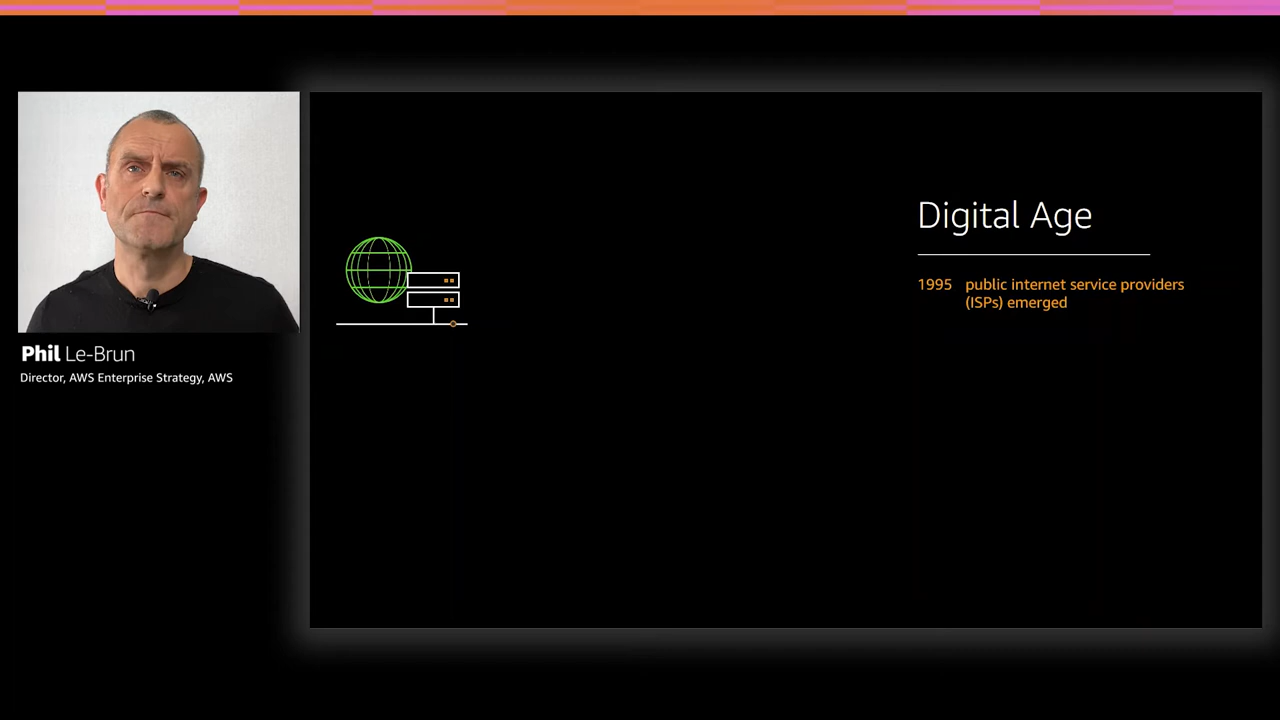 Digital Age
1995 public internet service providers
(ISPs) emerged
Phil Le-Brun
Director, AWS Enterprise Strategy, AWS